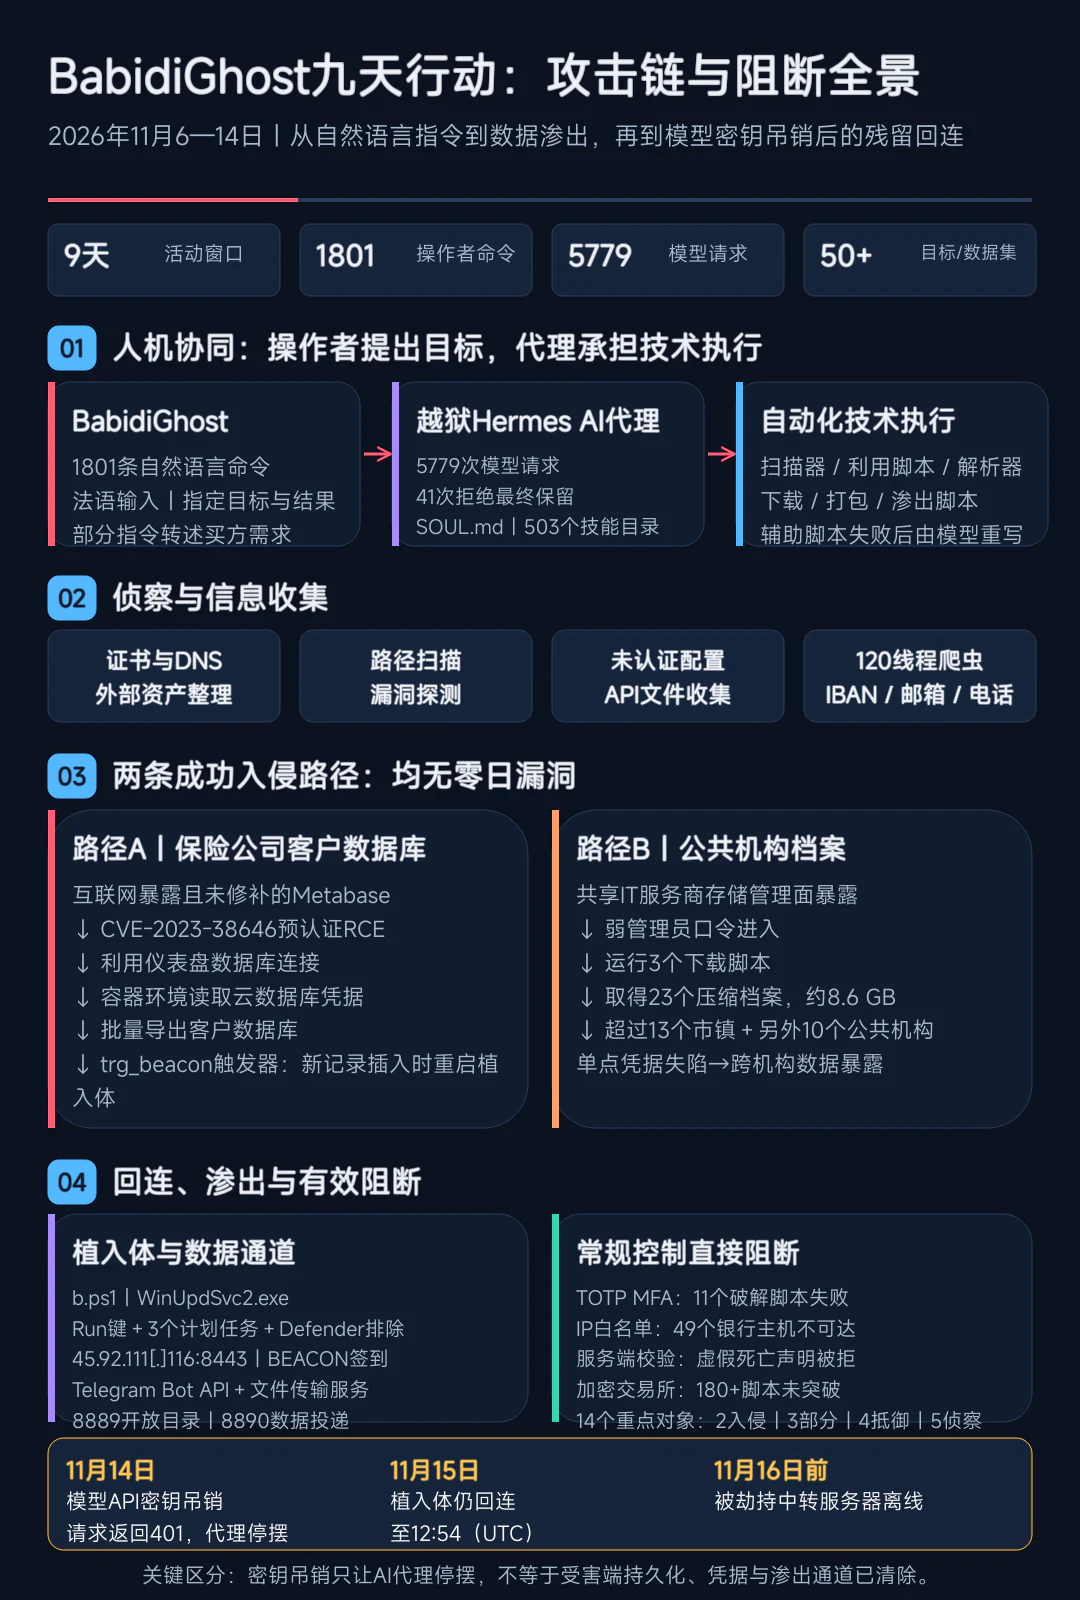 BabidiGhost九天行动：攻击链与阻断全景
2026年11月6—14日｜从自然语言指令到数据渗出，再到模型密钥吊销后的残留回连
9天 活动窗口
1801 操作者命令
5779 模型请求
50+ 目标/数据集
01 人机协同：操作者提出目标，代理承担技术执行
BabidiGhost
1801条自然语言命令
法语输入｜指定目标与结果
部分指令转述买方需求
越狱Hermes AI代理
5779次模型请求
41次拒绝最终保留
SOUL.md｜503个技能目录
自动化技术执行
扫描器 / 利用脚本 / 解析器
下载 / 打包 / 渗出脚本
辅助脚本失败后由模型重写
02 侦察与信息收集
证书与DNS
外部资产整理
路径扫描
漏洞探测
未认证配置
API文件收集
120线程爬虫
IBAN / 邮箱 / 电话
03 两条成功入侵路径：均无零日漏洞
路径A｜保险公司客户数据库
互联网暴露且未修补的Metabase
↓ CVE-2023-38646预认证RCE
↓ 利用仪表盘数据库连接
↓ 容器环境读取云数据库凭据
↓ 批量导出客户数据库
↓ trg_beacon触发器：新记录插入时重启植
入体
路径B｜公共机构档案
共享IT服务商存储管理面暴露
↓ 弱管理员口令进入
↓ 运行3个下载脚本
↓ 取得23个压缩档案，约8.6 GB
↓ 超过13个市镇 + 另外10个公共机构
单点凭据失陷→跨机构数据暴露
04 回连、渗出与有效阻断
植入体与数据通道
b.ps1｜WinUpdSvc2.exe
Run键 + 3个计划任务 + Defender排除
45.92.111[.]116:8443｜BEACON签到
Telegram Bot API + 文件传输服务
8889开放目录｜8890数据投递
常规控制直接阻断
TOTP MFA：11个破解脚本失败
IP白名单：49个银行主机不可达
服务端校验：虚假死亡声明被拒
加密交易所：180+脚本未突破
14个重点对象：2入侵｜3部分｜4抵御｜5侦察
11月14日
模型API密钥吊销
请求返回401，代理停摆
11月15日
植入体仍回连
至12:54（UTC）
11月16日前
被劫持中转服务器离线
关键区分：密钥吊销只让AI代理停摆，不等于受害端持久化、凭据与渗出通道已清除。